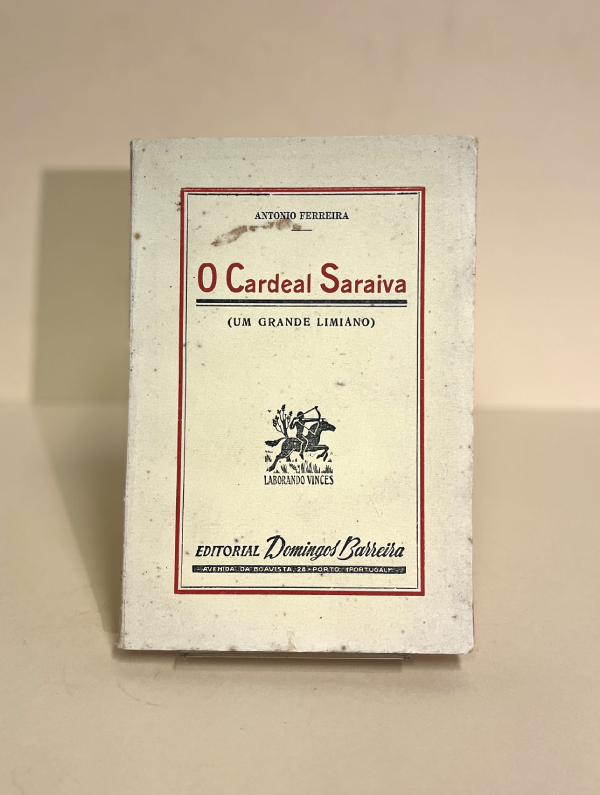 ANTONIO FERREIRA
O Cardeal Saraiva
(UM GRANDE LIMIANO)
LABORANDO VINCES
EDITORIAL Domingos Barreira
AVENIDA DA BOAVISTA, 28 - PORTO (PORTUGAL)